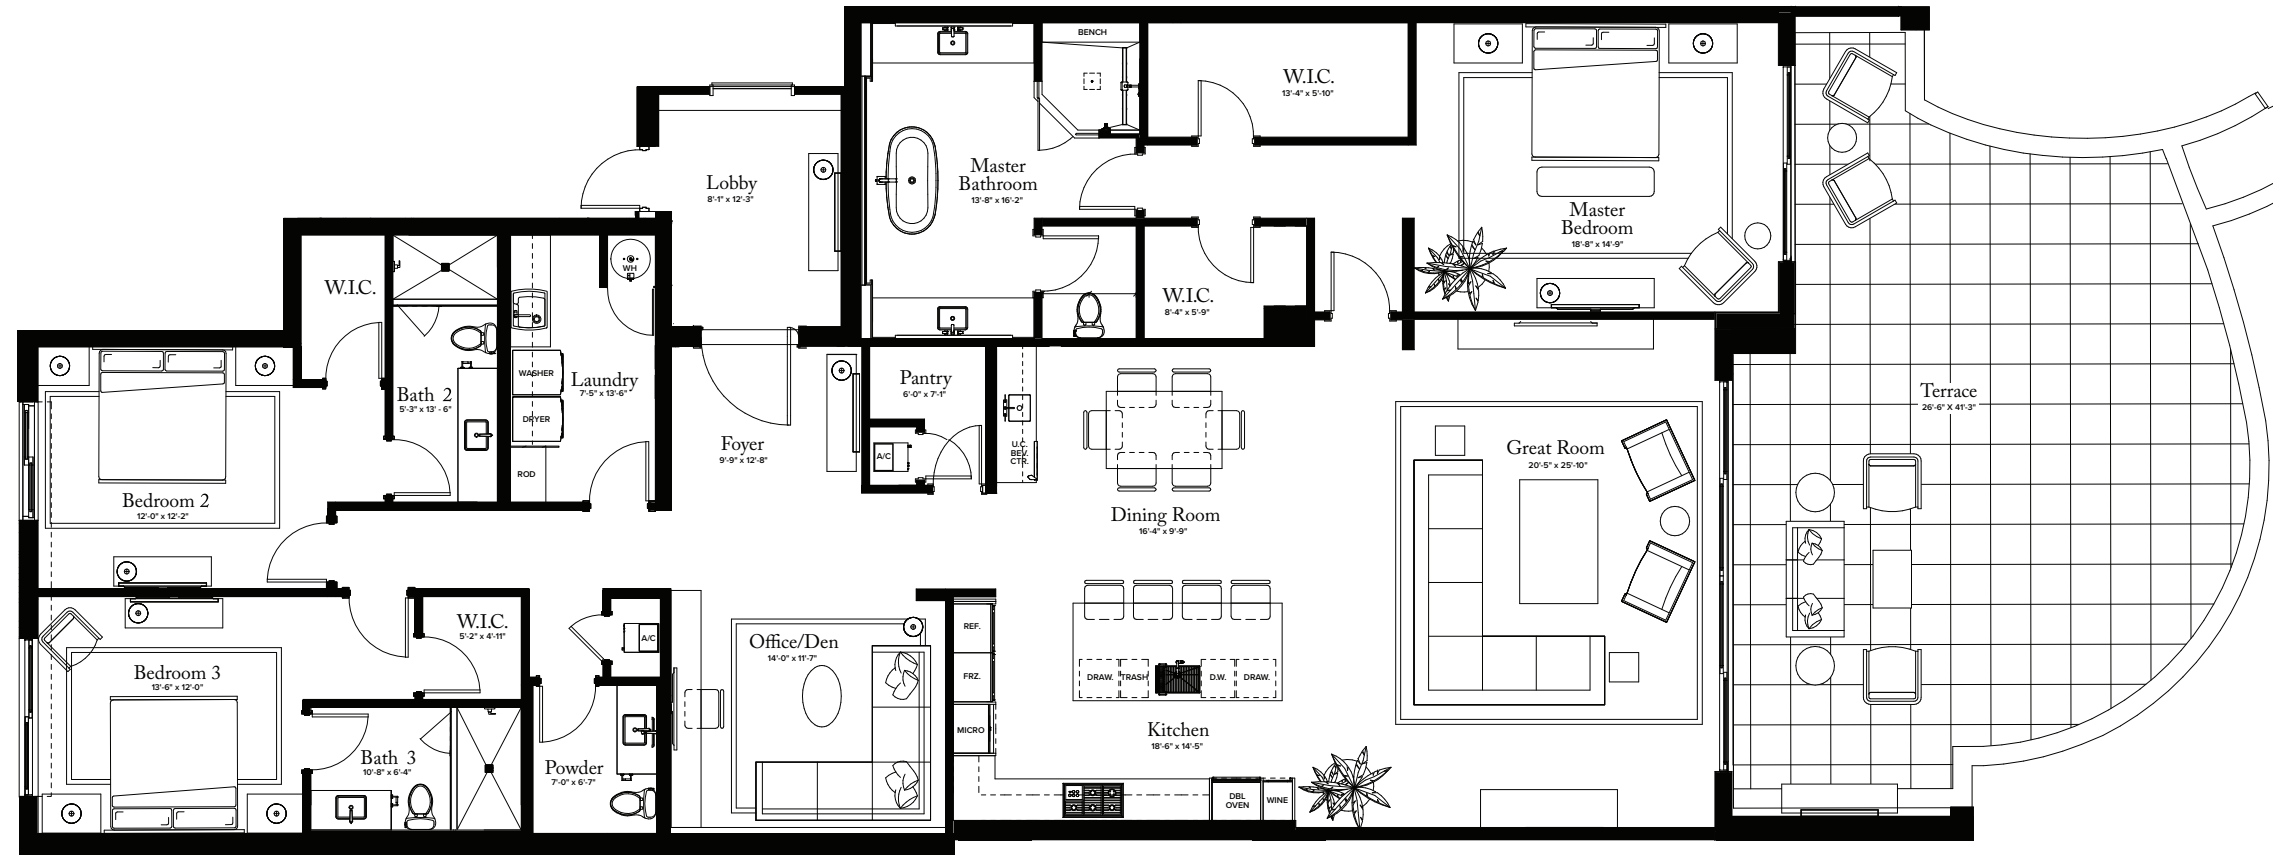 BENCH
W.I.C.
13'-4" x 5'-10"
Master
Bathroom
13'-8" x 16'-2"
Lobby
8'-1" x 12'-3"
Master
Bedroom
18'-8" x 14'-9"
WH
W.I.C.
W.I.C.
8'-4" x 5'-9"
WASHER
Laundry
7'-5" x 13'-6"
Bath 2
5'-3" x 13' - 6"
DRYER
Pantry
6'-0" x 7'-1"
Terrace
26'-6" X 41'-3"
Foyer
9'-9" x 12'-8"
A/C
U.C.
BEV.
CTR.
Great Room
20'-5" x 25'-10"
ROD
Bedroom 2
12'-0" x 12'-2"
Dining Room
16'-4" x 9'-9"
W.I.C.
5'-2" x 4'-11"
A/C
Office/Den
14'-0" x 11'-7"
REF.
Bedroom 3
13'-6" x 12'-0"
FRZ.
DRAW.
TRASH
D.W.
DRAW.
MICRO
Kitchen
18'-6" x 14'-5"
Bath 3
10'-8" x 6'-4"
Powder
7'-0" x 6'-7"
DBL
OVEN
WINE